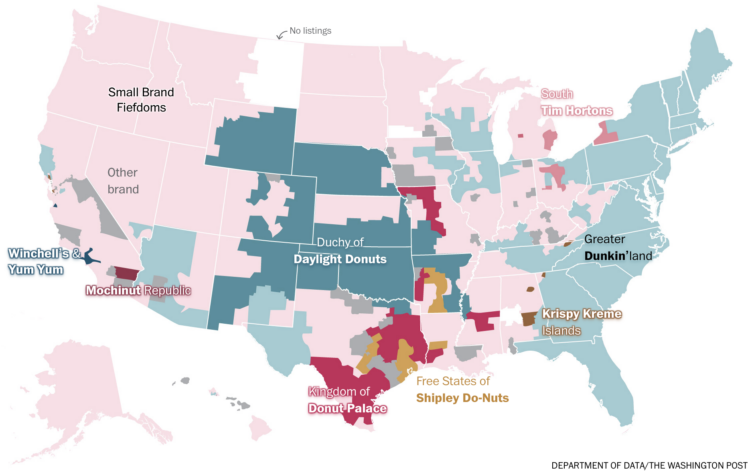 No listings
Small Brand
Fiefdoms
South
Tim Hortons
Other
brand
Duchy of
Daylight Donuts
Greater
Dunkin'land
Winchell's &
Yum Yum
Mochinut Republic
Krispy Kreme
Islands
Kingdom of
Donut Palace
Free States of
Shipley Do-Nuts
DEPARTMENT OF DATA/THE WASHINGTON POST